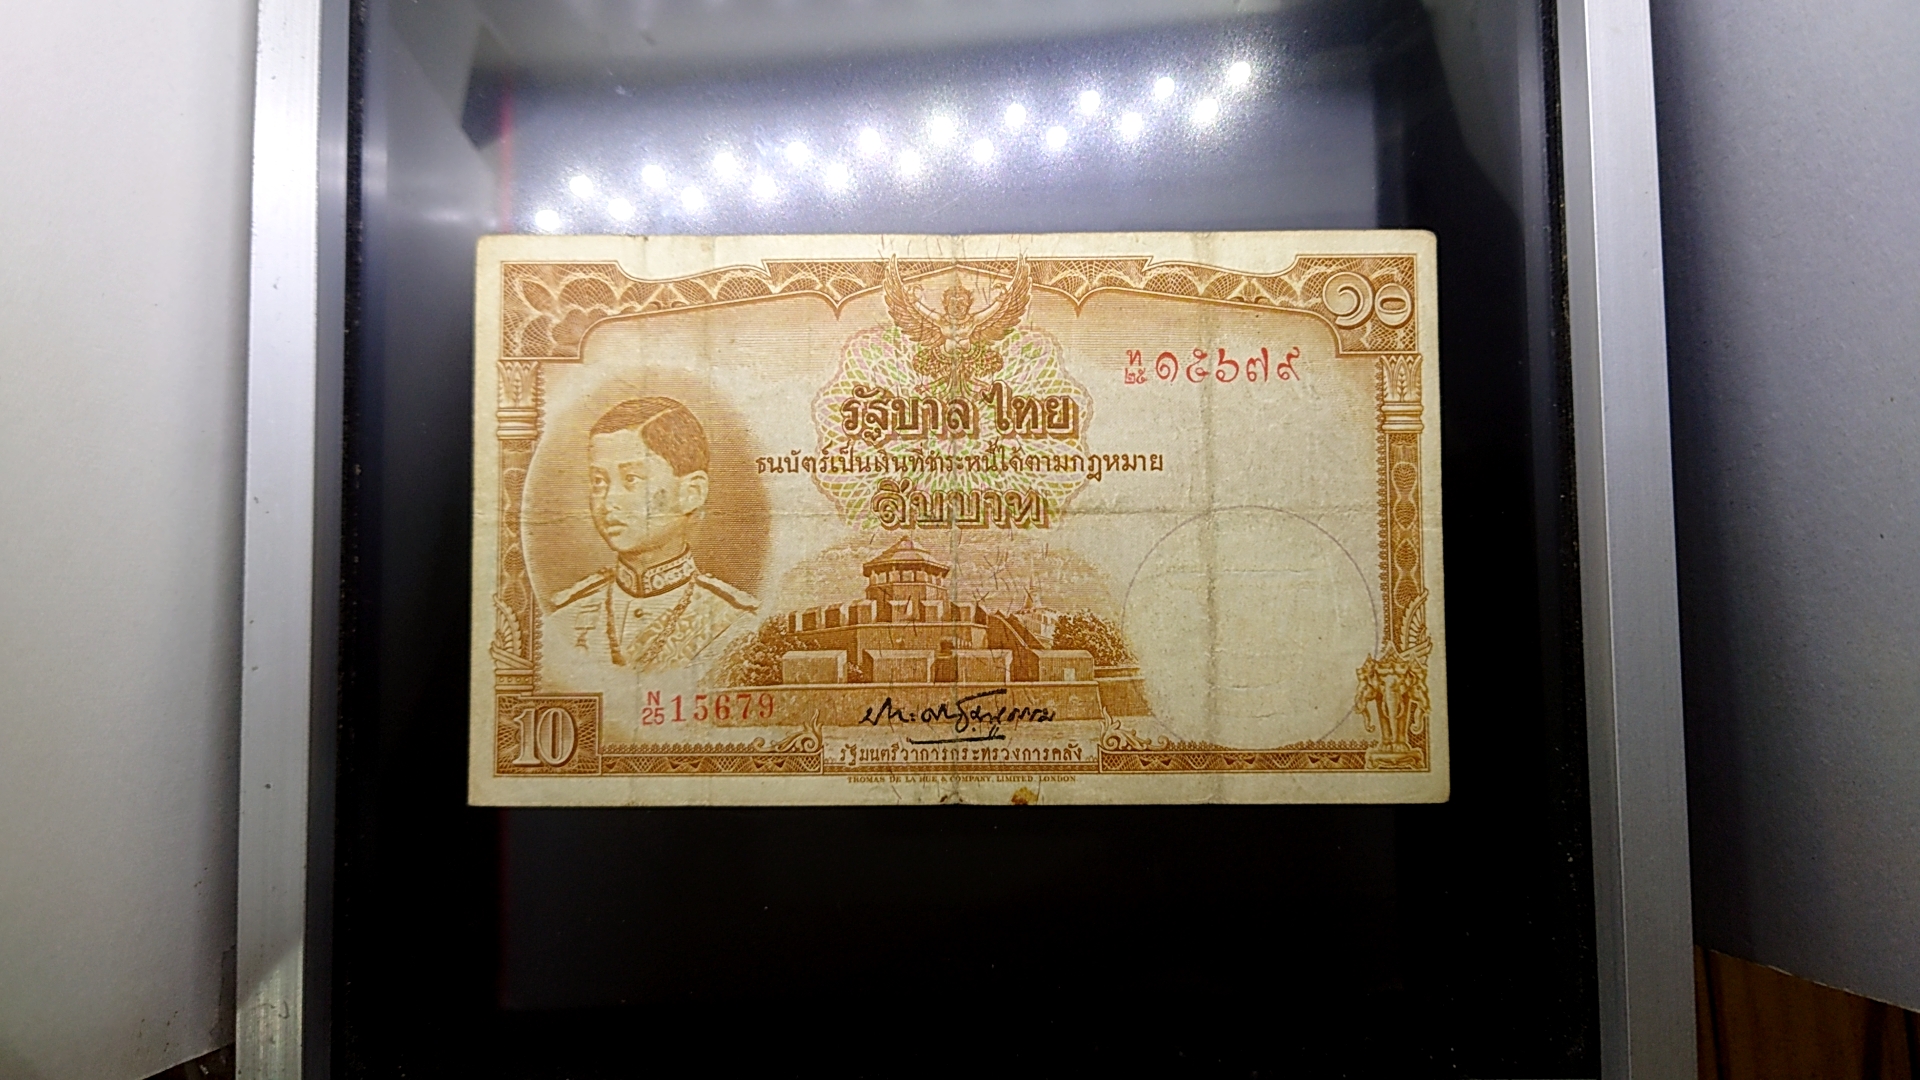 ๑๐
ท
๒๕ ๑๕๖๗๙
รัฐบาลไทย
ธนบัตร์เป็นเงินที่ชำระหนี้ได้ตามกฎหมาย
สิบบาท
N
25 15679
10
รัฐมนตรีว่าการกระทรวงการคลัง
THOMAS DE LA RUE & COMPANY, LIMITED, LONDON